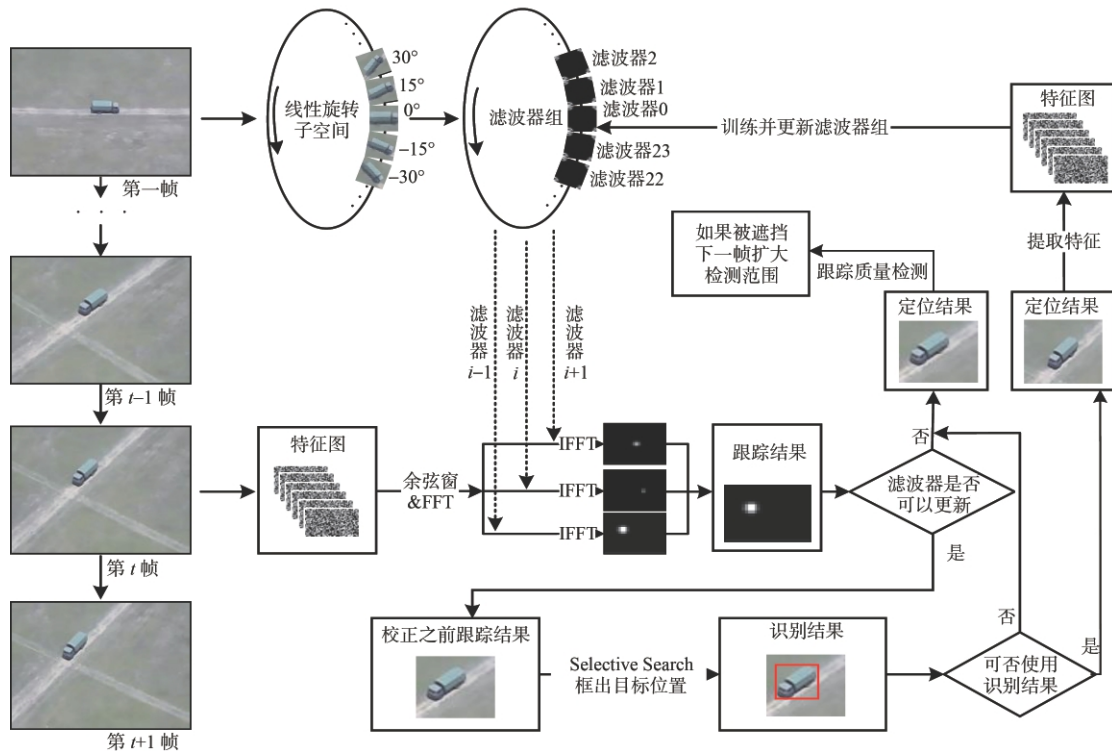 第一帧
· · ·
第 t–1 帧
第 t 帧
第 t+1 帧
线性旋转
子空间
30°
15°
0°
–15°
–30°
滤波器组
滤波器2
滤波器1
滤波器0
滤波器23
滤波器22
训练并更新滤波器组
特征图
提取特征
定位结果
如果被遮挡
下一帧扩大
检测范围
跟踪质量检测
定位结果
滤波器 i–1
滤波器 i
滤波器 i+1
特征图
余弦窗
&FFT
IFFT
IFFT
IFFT
跟踪结果
滤波器是否
可以更新
否
是
校正之前跟踪结果
Selective Search
框出目标位置
识别结果
可否使用
识别结果
否
是